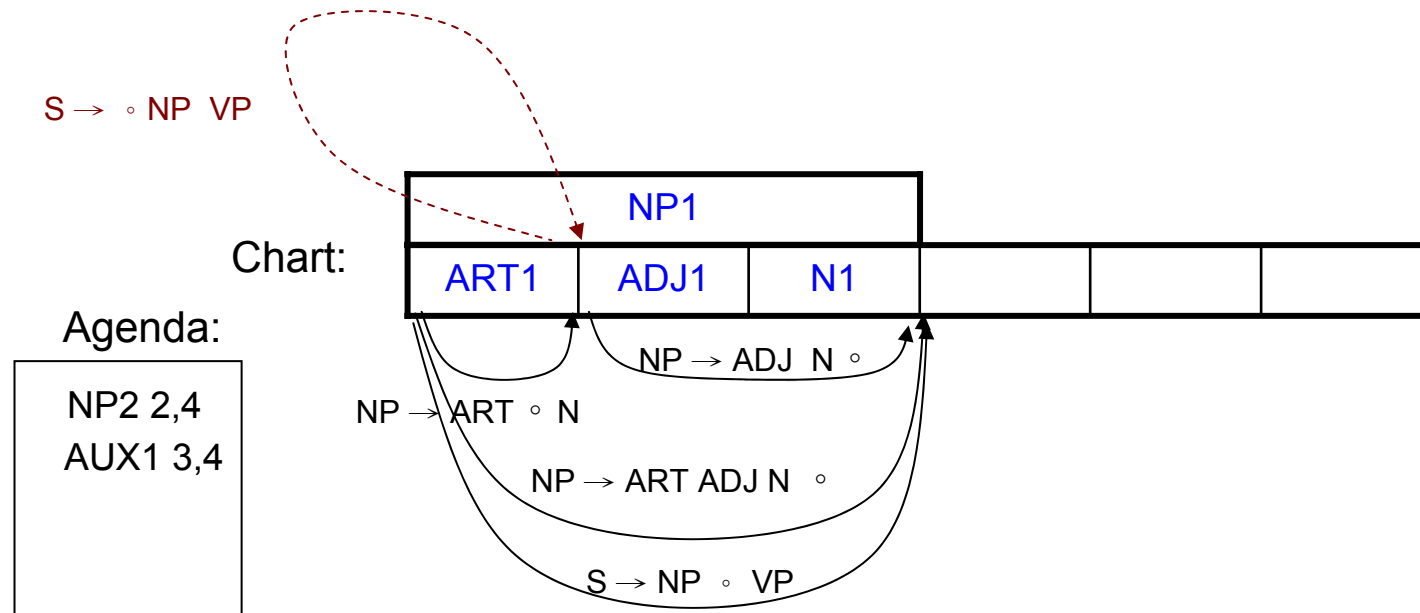 S → ∘ NP VP
NP1
Chart:
ART1 ADJ1 N1
Agenda:
NP → ADJ N ∘
NP2 2,4
NP → ART ∘ N
AUX1 3,4
NP → ART ADJ N ∘
S → NP ∘ VP